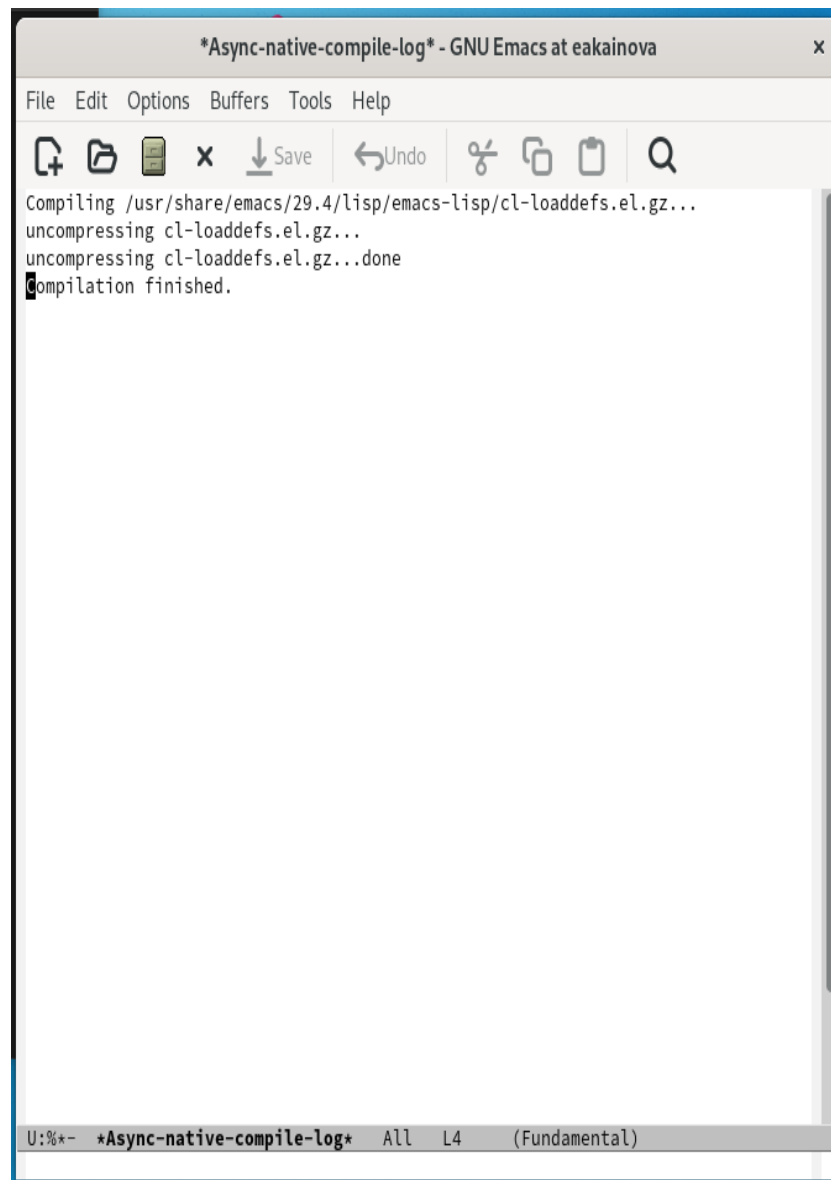 *Async-native-compile-log* - GNU Emacs at eakainova
File Edit Options Buffers Tools Help
Save Undo
Compiling /usr/share/emacs/29.4/lisp/emacs-lisp/cl-loaddefs.el.gz...
uncompressing cl-loaddefs.el.gz...
uncompressing cl-loaddefs.el.gz...done
Compilation finished.
U:%*- *Async-native-compile-log* All L4 (Fundamental)